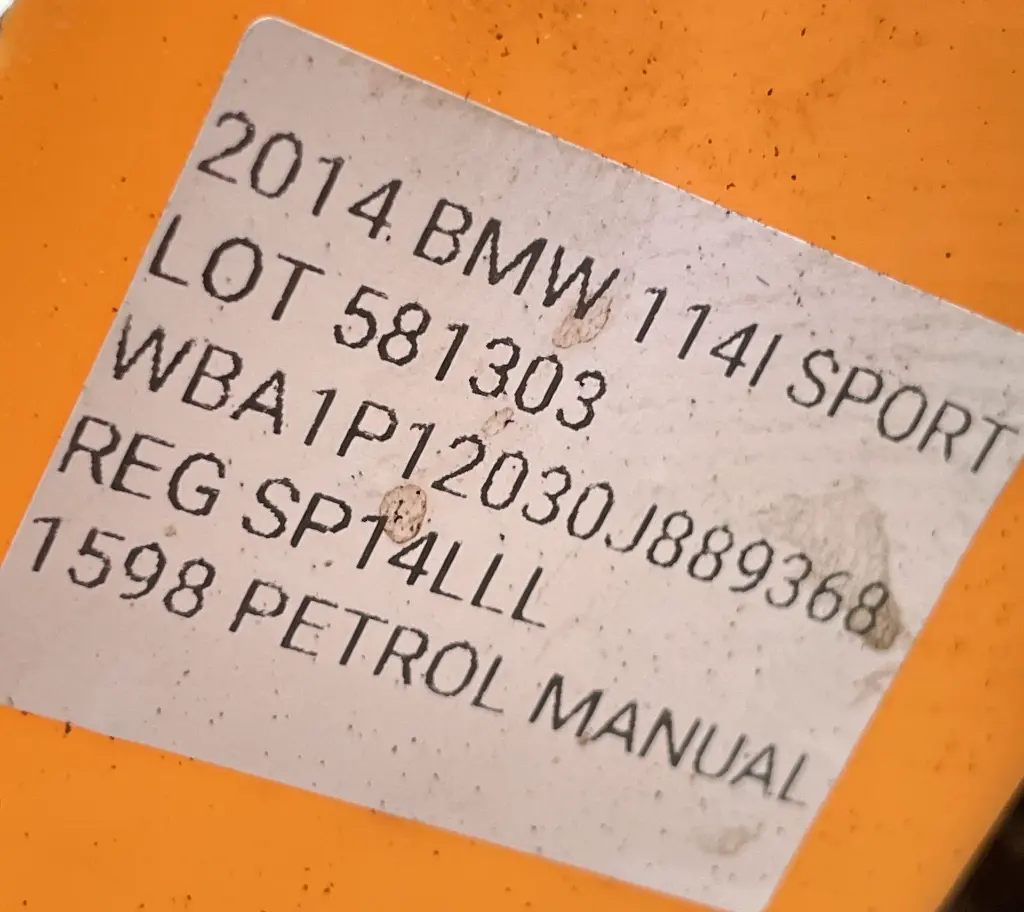 2014 BMW 114I SPORT
LOT 581303
WBA1P12030J889368
REG SP14LLL
1598 PETROL MANUAL